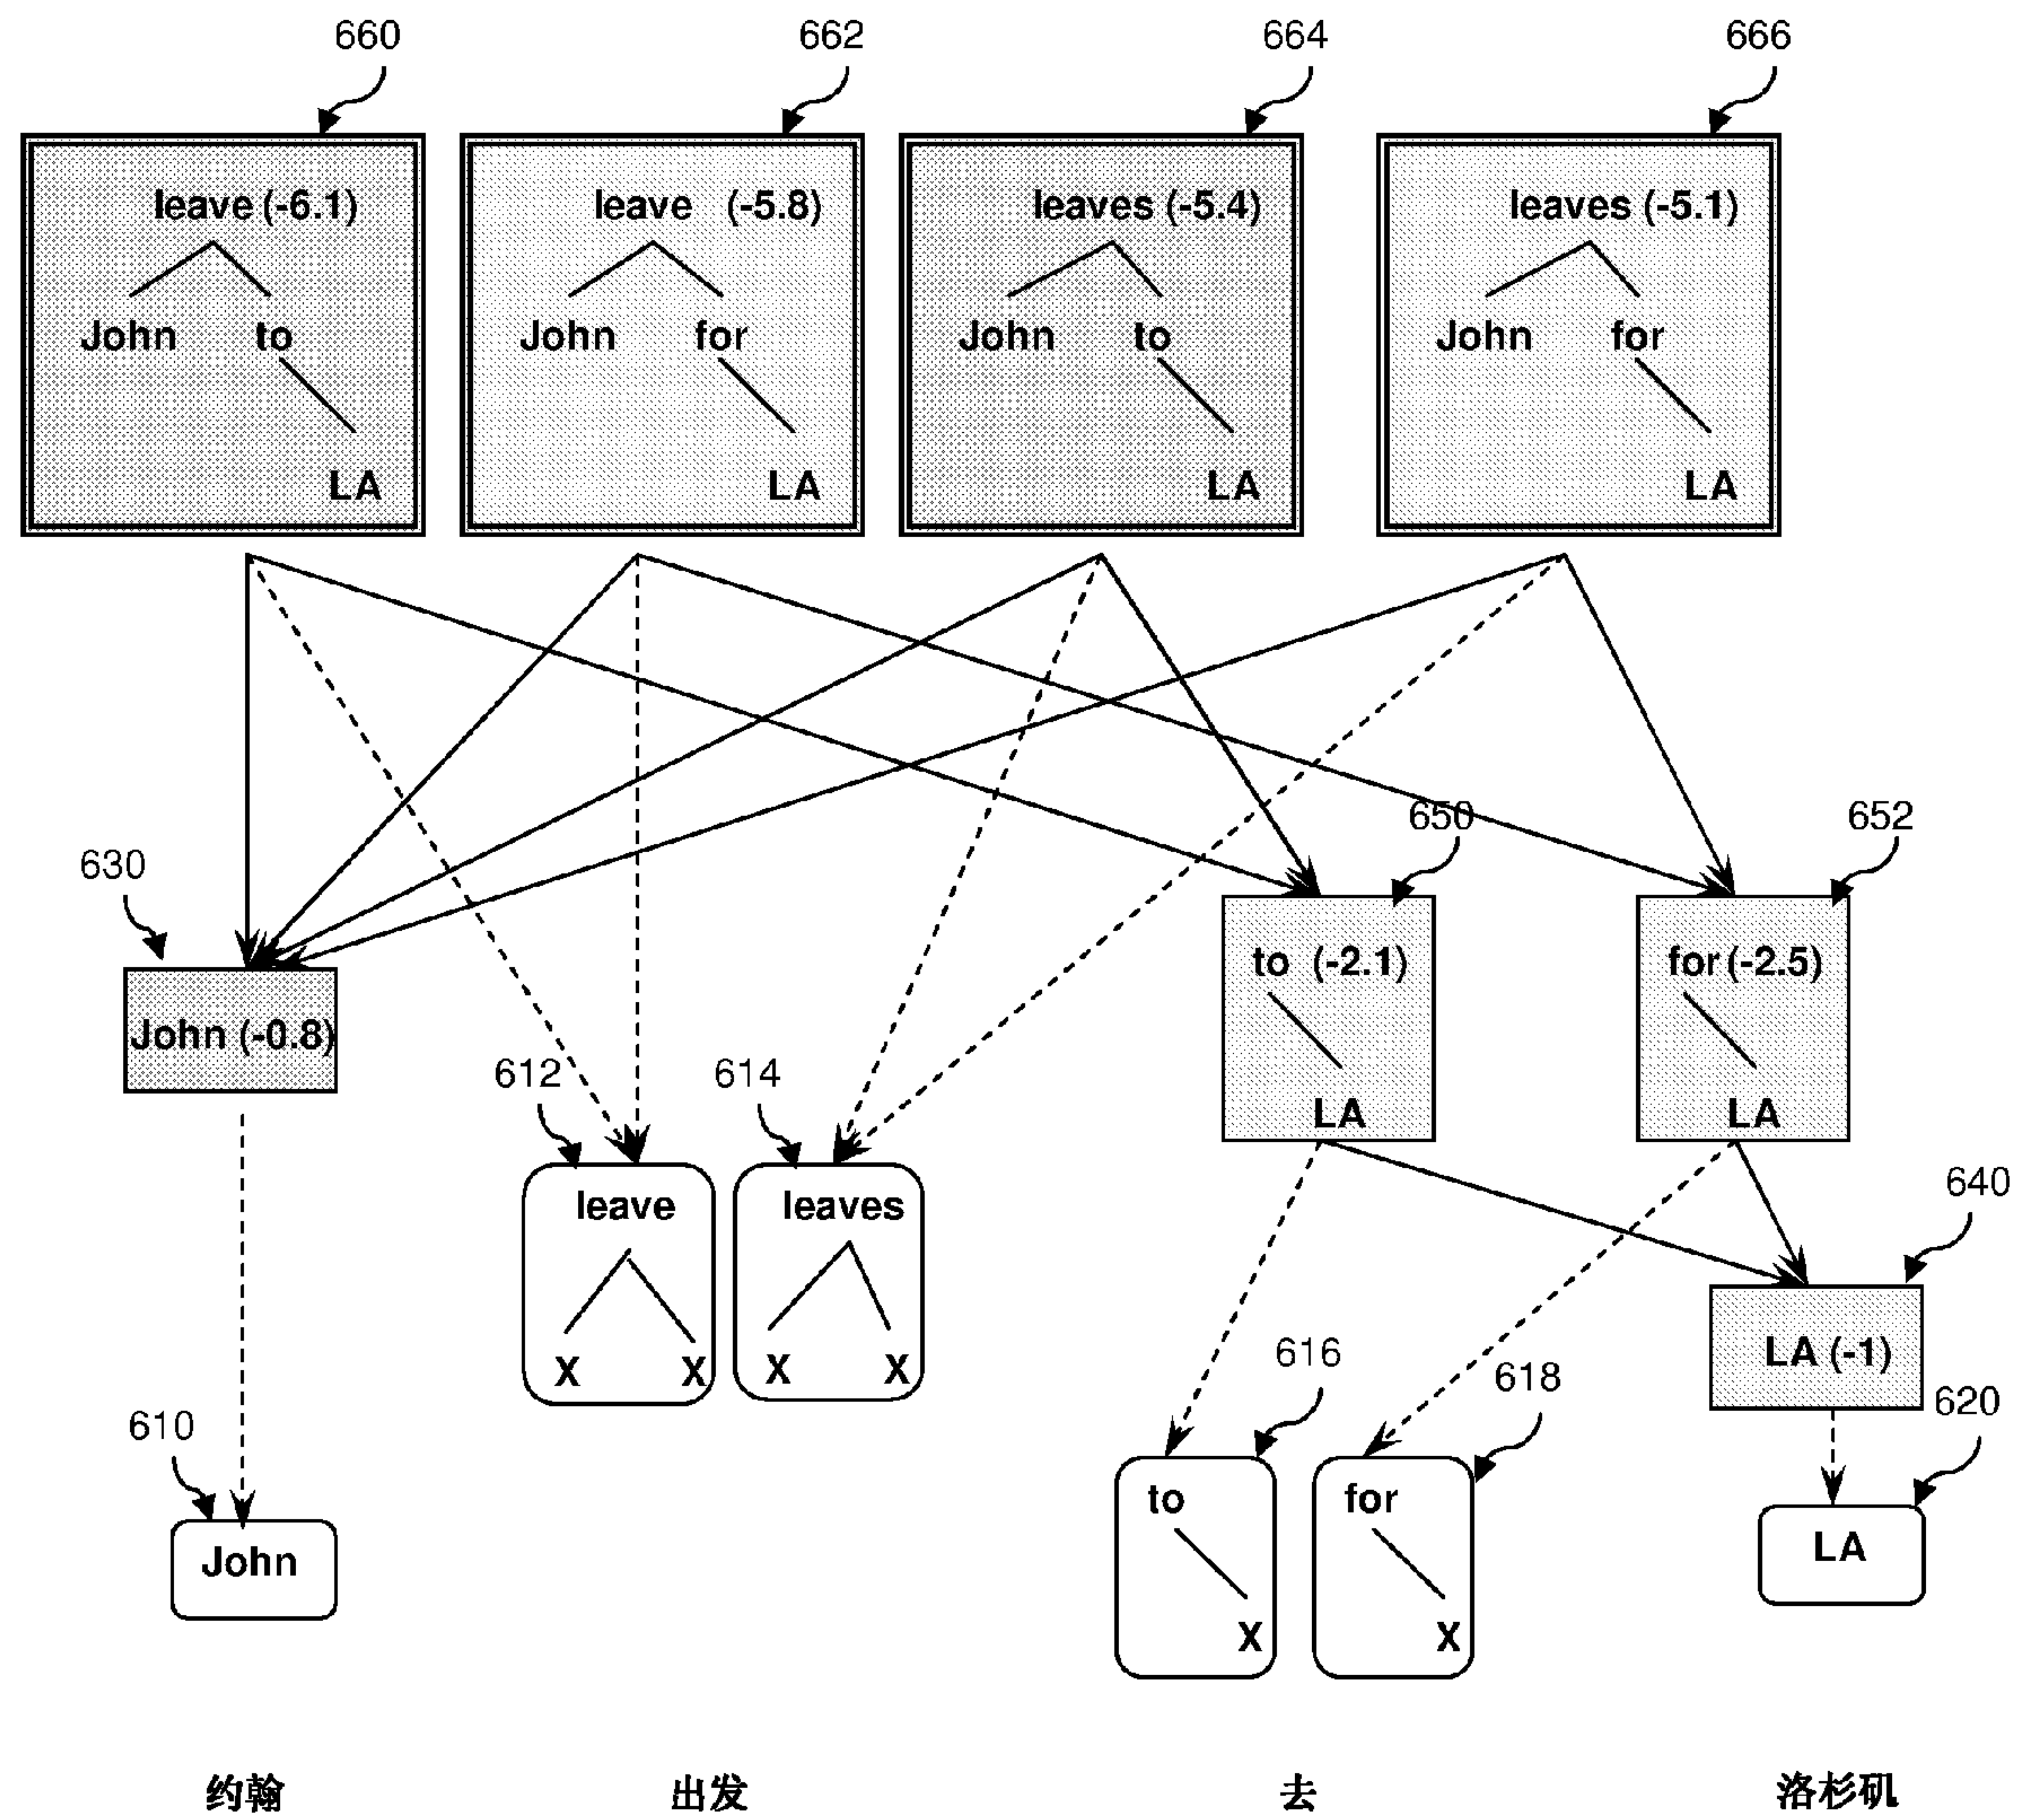 660 662 664 666
leave (-6.1) leave (-5.8) leaves (-5.4) leaves (-5.1)
John to John for John to John for
LA LA LA LA
650 652
630
to (-2.1) for (-2.5)
John (-0.8)
612 614
LA LA
640
leave leaves
616
LA (-1)
X X X X
618
620
610
to for
LA
John
X X
约翰 出发 去 洛杉矶